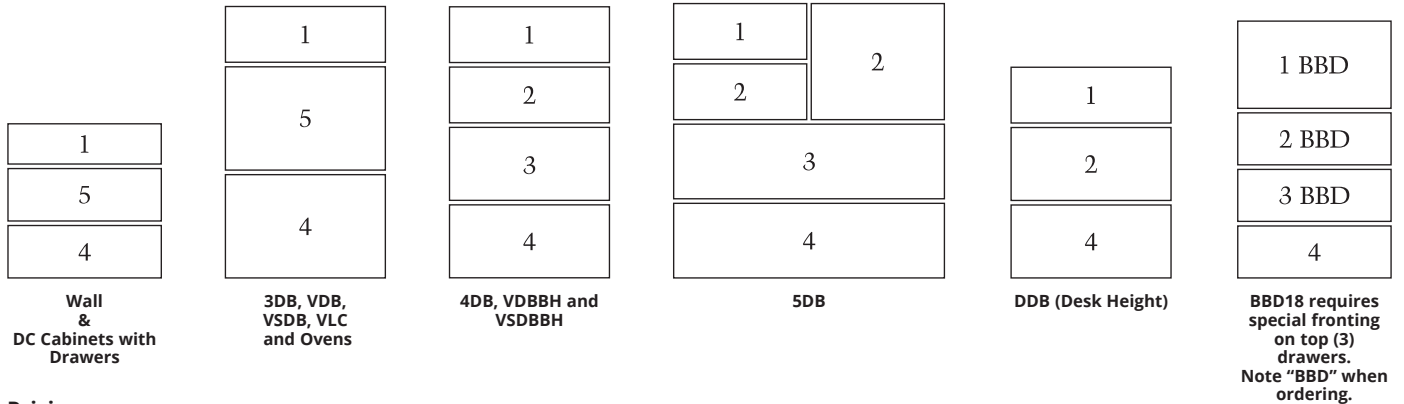 1
5
4
Wall
&
DC Cabinets with
Drawers
1
5
4
3DB, VDB,
VSDB, VLC
and Ovens
1
2
3
4
4DB, VDBBH and
VSDBBH
1
2
2
3
4
5DB
1
2
4
DDB (Desk Height)
1 BBD
2 BBD
3 BBD
4
BBD18 requires
special fronting
on top (3)
drawers.
Note “BBD” when
ordering.